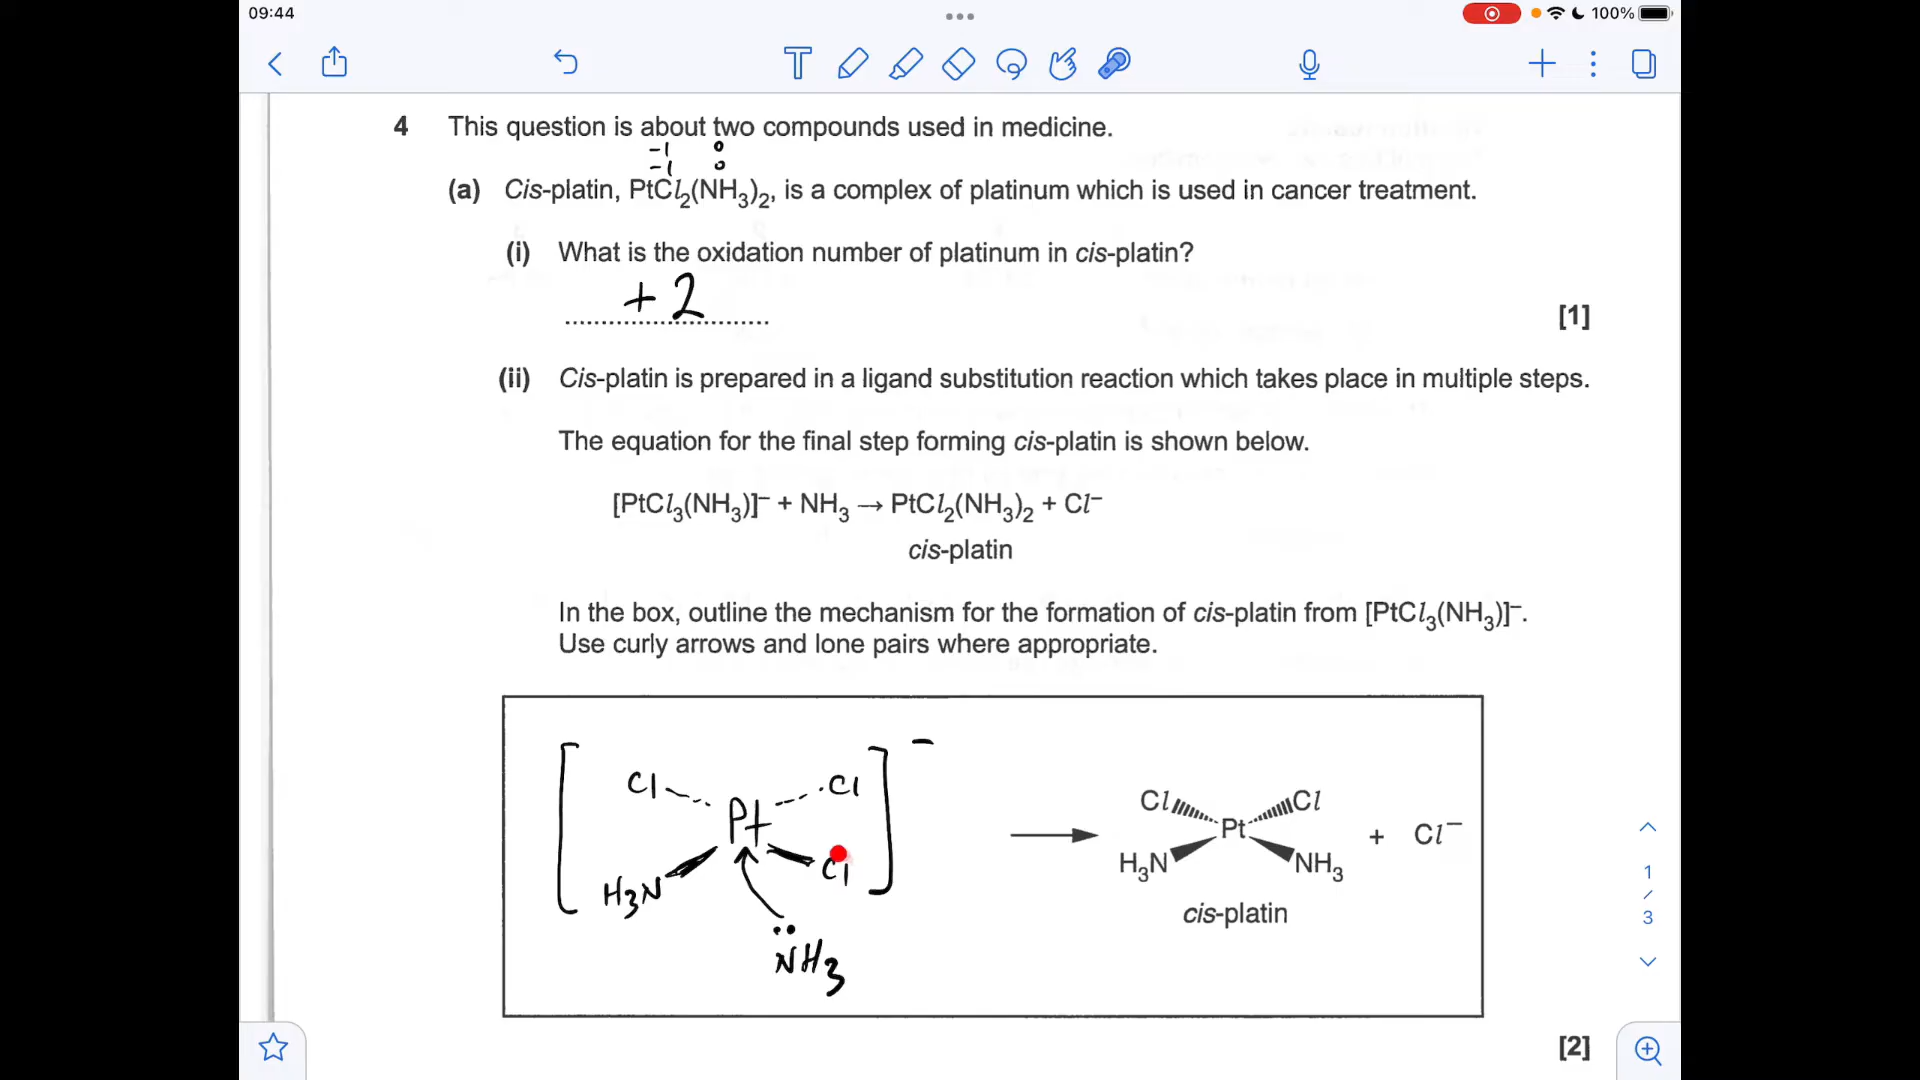 09:44
100%
4 This question is about two compounds used in medicine.
-1 0
-1 0
(a) Cis-platin, PtCl₂(NH₃)₂, is a complex of platinum which is used in cancer treatment.
(i) What is the oxidation number of platinum in cis-platin?
+2
[1]
(ii) Cis-platin is prepared in a ligand substitution reaction which takes place in multiple steps.
The equation for the final step forming cis-platin is shown below.
[PtCl₃(NH₃)]⁻ + NH₃ → PtCl₂(NH₃)₂ + Cl⁻
cis-platin
In the box, outline the mechanism for the formation of cis-platin from [PtCl₃(NH₃)]⁻.
Use curly arrows and lone pairs where appropriate.
[ Cl Cl ]⁻
Pt
H₃N Cl
NH₃
Cl Cl
Pt + Cl⁻
H₃N NH₃
cis-platin
1
/
3
[2]